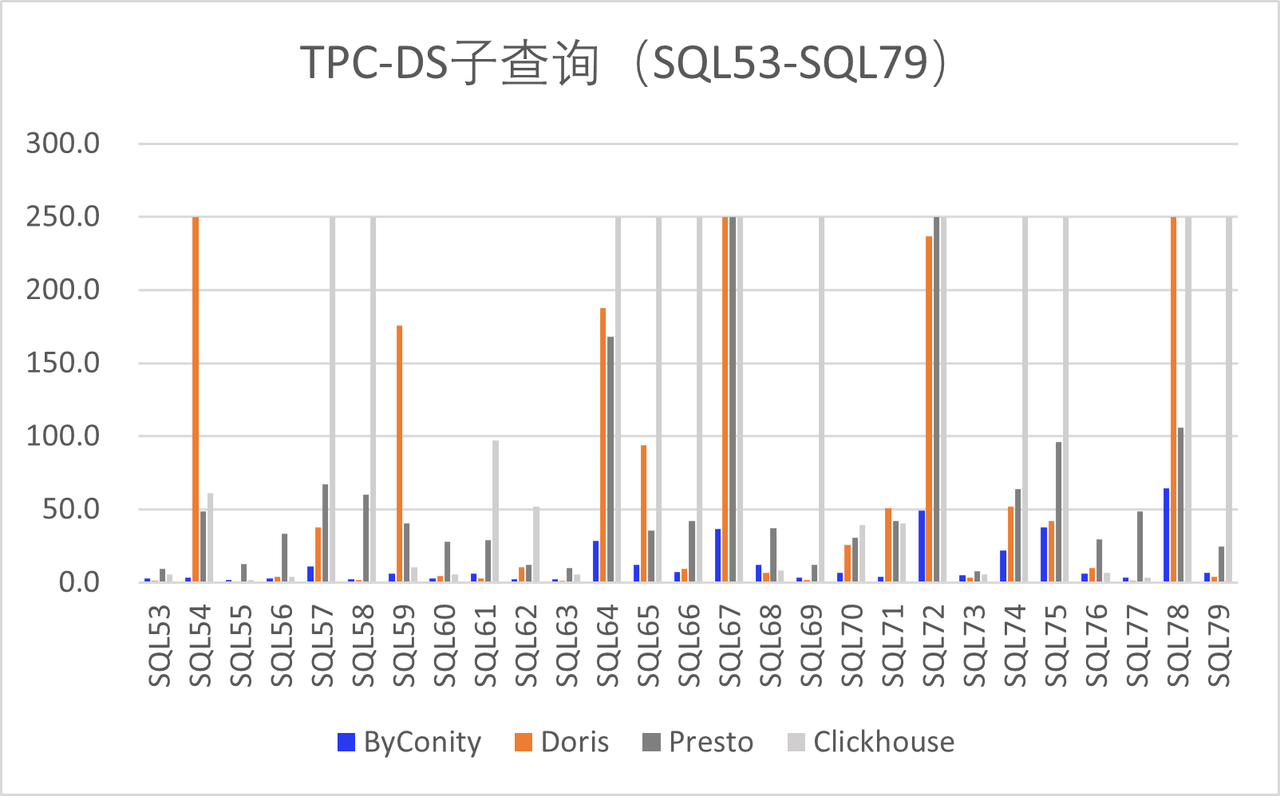 TPC-DS子查询（SQL53-SQL79）
300.0
250.0
200.0
150.0
100.0
50.0
0.0
SQL53
SQL54
SQL55
SQL56
SQL57
SQL58
SQL59
SQL60
SQL61
SQL62
SQL63
SQL64
SQL65
SQL66
SQL67
SQL68
SQL69
SQL70
SQL71
SQL72
SQL73
SQL74
SQL75
SQL76
SQL77
SQL78
SQL79
ByConity Doris Presto Clickhouse